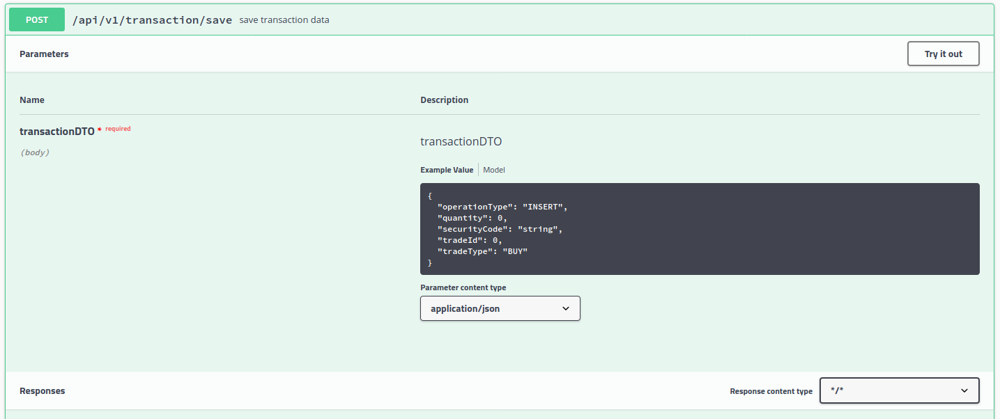 POST /api/v1/transaction/save save transaction data
Parameters Try it out
Name Description
transactionDTO * required
(body)
transactionDTO
Example Value Model
{
"operationType": "INSERT",
"quantity": 0,
"securityCode": "string",
"tradeId": 0,
"tradeType": "BUY"
}
Parameter content type
application/json
Responses Response content type */*